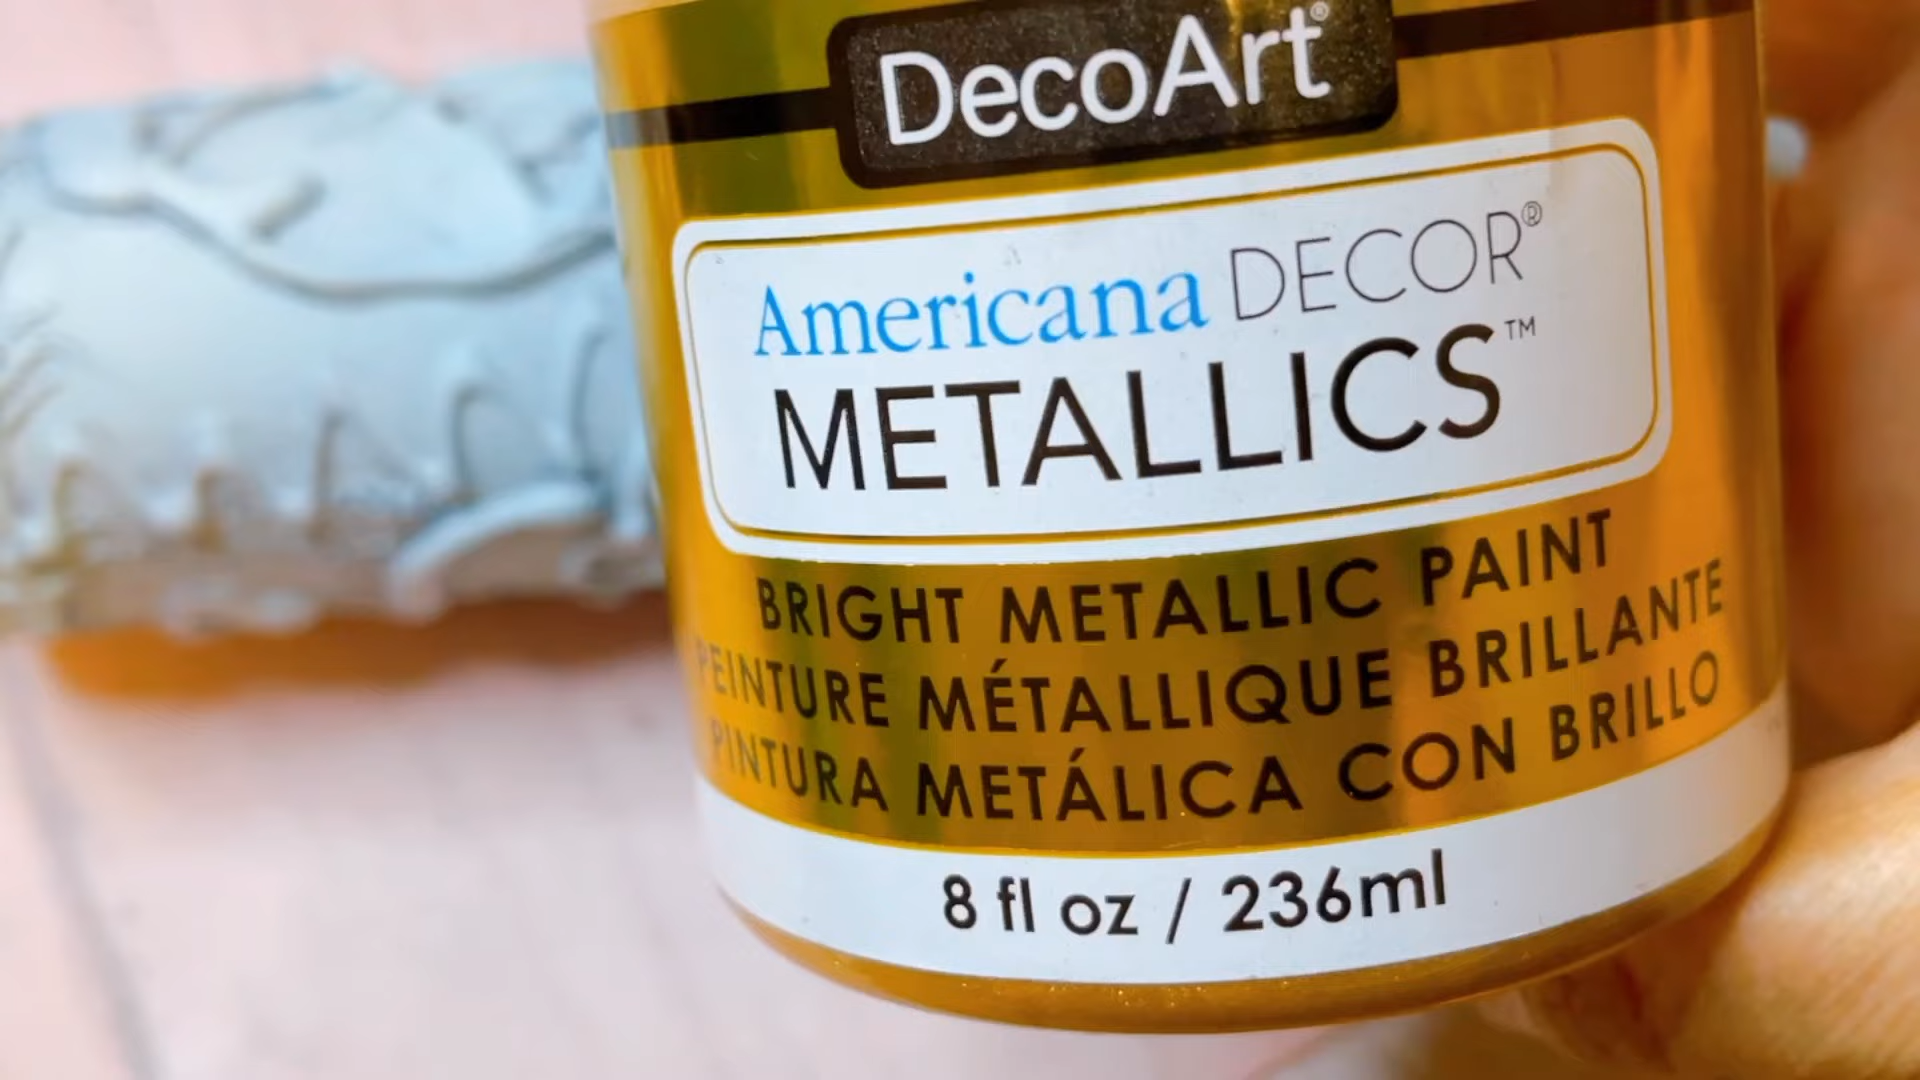 DecoArt®
Americana DECOR®
METALLICS™
BRIGHT METALLIC PAINT
PEINTURE MÉTALLIQUE BRILLANTE
PINTURA METÁLICA CON BRILLO
8 fl oz / 236ml